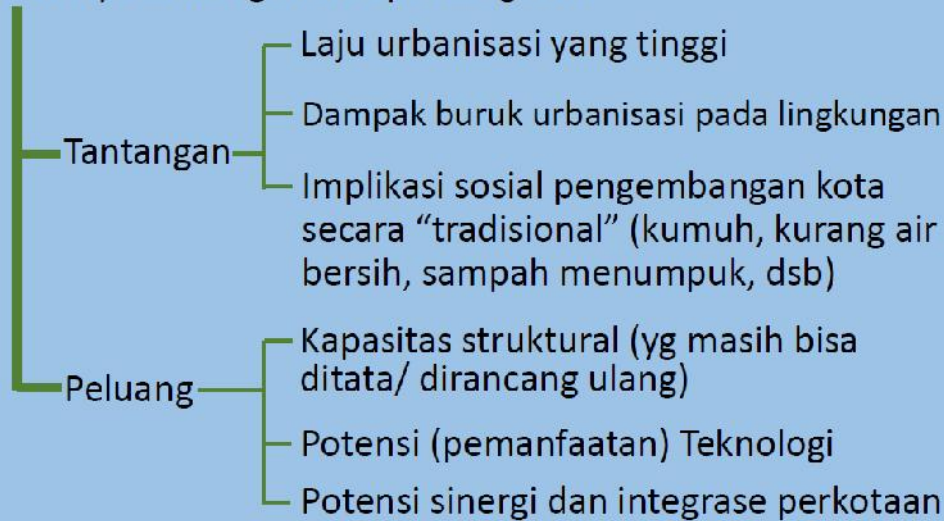 Laju urbanisasi yang tinggi
Dampak buruk urbanisasi pada lingkungan
Tantangan
Implikasi sosial pengembangan kota
secara “tradisional” (kumuh, kurang air
bersih, sampah menumpuk, dsb)
Kapasitas struktural (yg masih bisa
ditata/ dirancang ulang)
Peluang
Potensi (pemanfaatan) Teknologi
Potensi sinergi dan integrase perkotaan